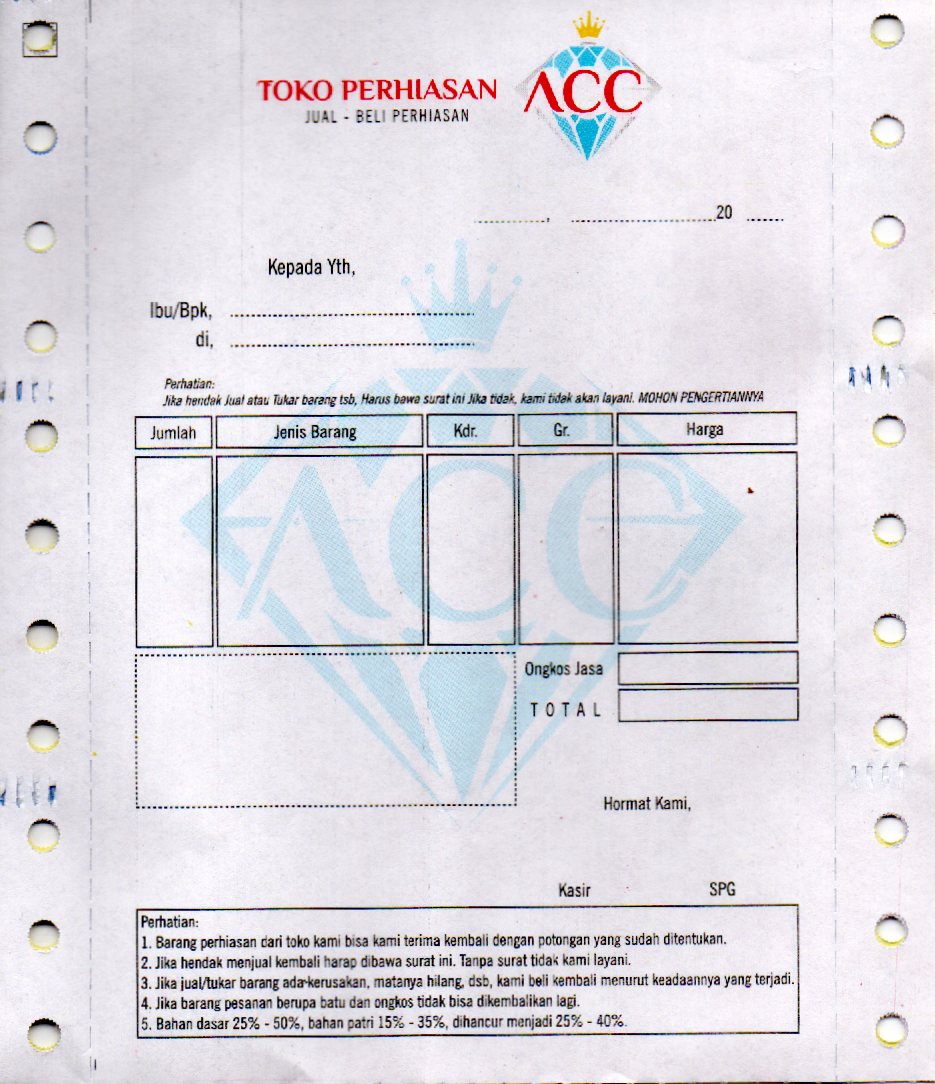 TOKO PERHIASAN
JUAL - BELI PERHIASAN
ACC
........., ..............................20 .......
Kepada Yth,
Ibu/Bpk, ..................................................
di, ..................................................
Perhatian:
Jika hendak Jual atau Tukar barang tsb, Harus bawa surat ini Jika tidak, kami tidak akan layani. MOHON PENGERTIANNYA
Jumlah Jenis Barang Kdr. Gr. Harga
ACC
Ongkos Jasa
TOTAL
Hormat Kami,
Kasir SPG
Perhatian:
1. Barang perhiasan dari toko kami bisa kami terima kembali dengan potongan yang sudah ditentukan.
2. Jika hendak menjual kembali harap dibawa surat ini. Tanpa surat tidak kami layani.
3. Jika jual/tukar barang ada-kerusakan, matanya hilang, dsb, kami beli kembali menurut keadaannya yang terjadi.
4. Jika barang pesanan berupa batu dan ongkos tidak bisa dikembalikan lagi.
5. Bahan dasar 25% - 50%, bahan patri 15% - 35%, dihancur menjadi 25% - 40%.